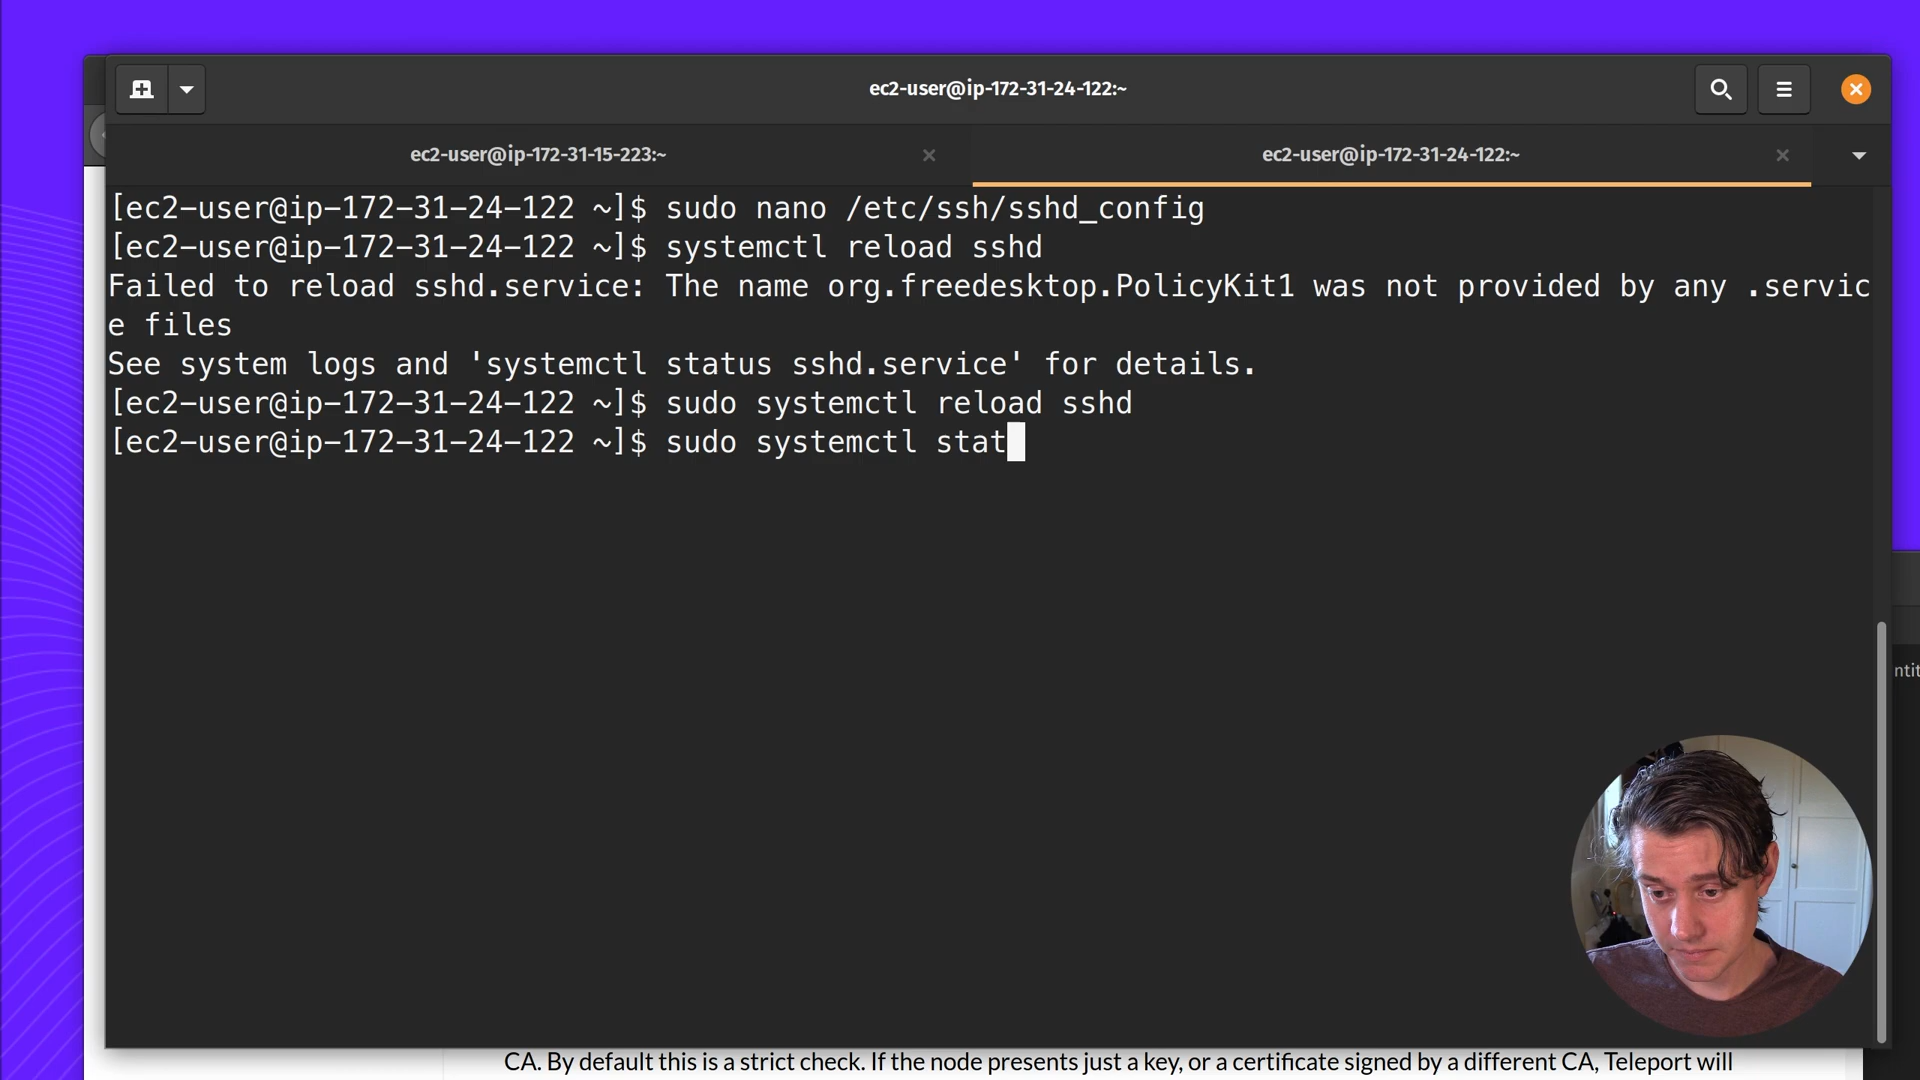 ec2-user@ip-172-31-24-122:~
ec2-user@ip-172-31-15-223:~
ec2-user@ip-172-31-24-122:~
[ec2-user@ip-172-31-24-122 ~]$ sudo nano /etc/ssh/sshd_config
[ec2-user@ip-172-31-24-122 ~]$ systemctl reload sshd
Failed to reload sshd.service: The name org.freedesktop.PolicyKit1 was not provided by any .servic
e files
See system logs and 'systemctl status sshd.service' for details.
[ec2-user@ip-172-31-24-122 ~]$ sudo systemctl reload sshd
[ec2-user@ip-172-31-24-122 ~]$ sudo systemctl stat
ntit
CA. By default this is a strict check. If the node presents just a key, or a certificate signed by a different CA, Teleport will